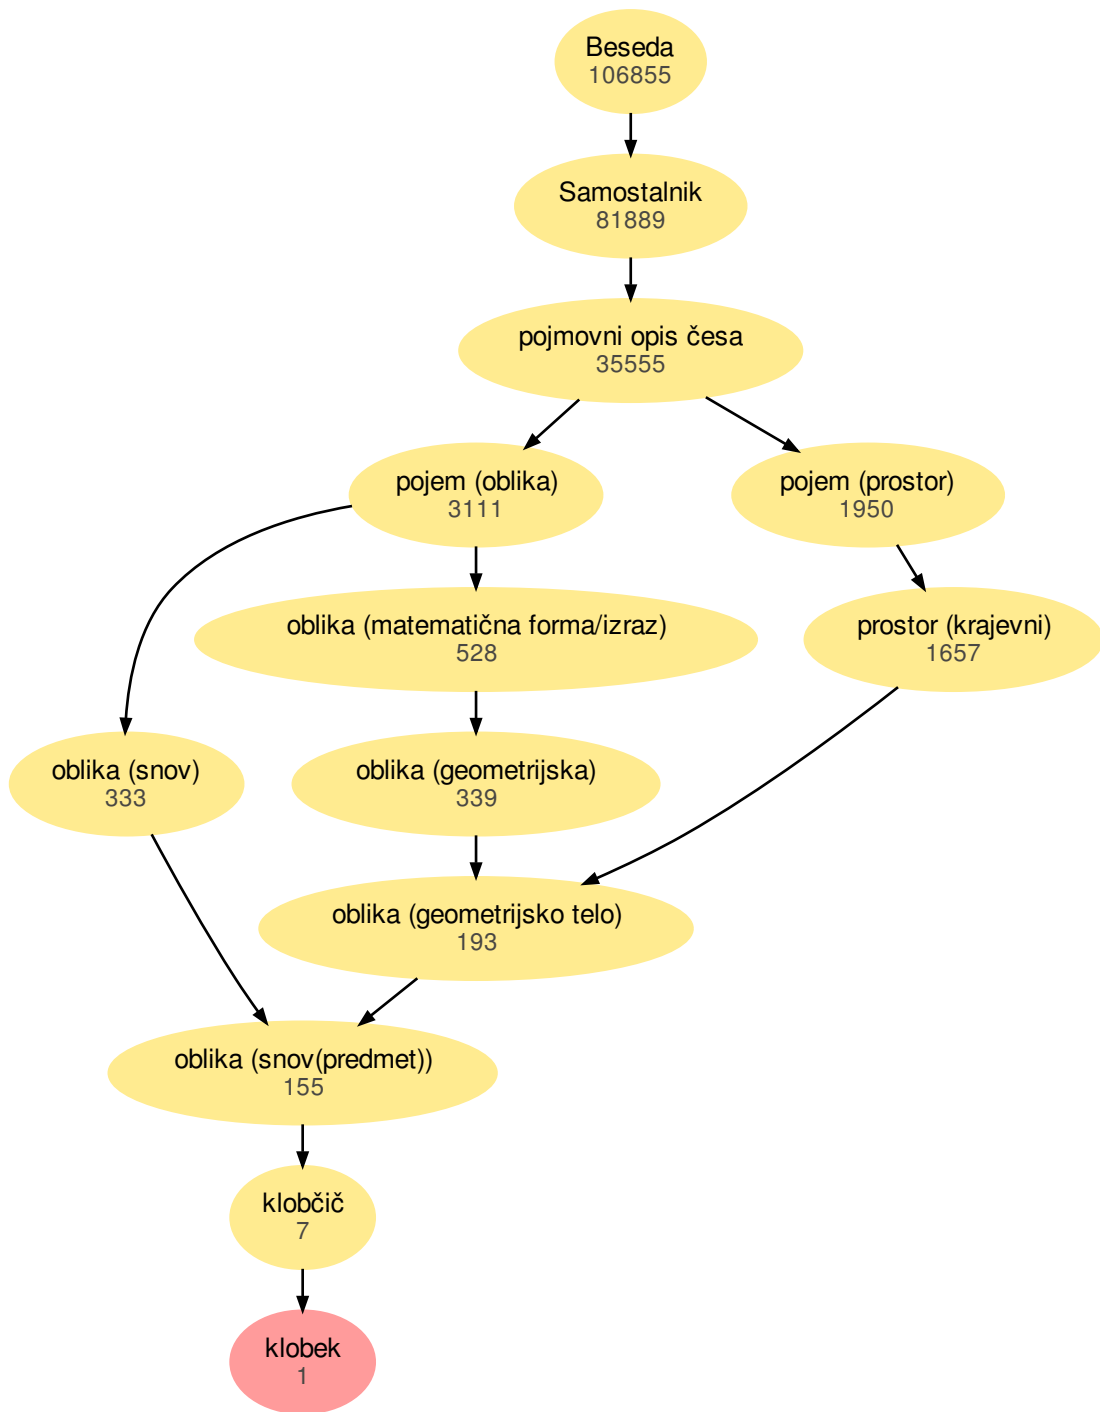 Beseda
106855
Samostalnik
81889
pojmovni opis česa
35555
pojem (oblika)
3111
pojem (prostor)
1950
oblika (matematična forma/izraz)
528
prostor (krajevni)
1657
oblika (snov)
333
oblika (geometrijska)
339
oblika (geometrijsko telo)
193
oblika (snov(predmet))
155
klobčič
7
klobek
1